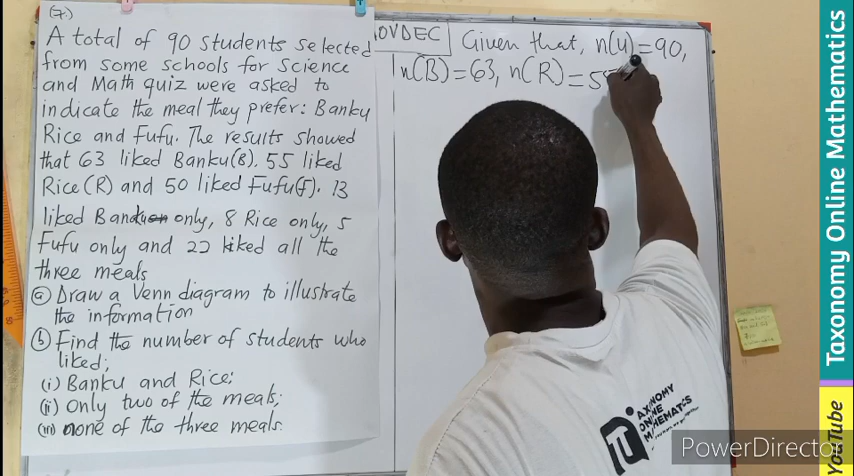 (7.)
A total of 90 students selected
from some schools for Science
and Math quiz were asked to
indicate the meal they prefer: Banku
Rice and Fufu. The results showed
that 63 liked Banku(B). 55 liked
Rice(R) and 50 liked Fufu(f). 13
liked Banku only, 8 Rice only, 5
Fufu only and 22 liked all the
three meals
(a) Draw a Venn diagram to illustrate
the information
(b) Find the number of students who
liked;
(i) Banku and Rice;
(ii) Only two of the meals;
(iii) none of the three meals.
NOVDEC
Given that, n(U)=90,
n(B)=63, n(R)=55
TAXONOMY
ONLINE
MATHEMATICS
PowerDirector
Taxonomy Online Mathematics
YouTube